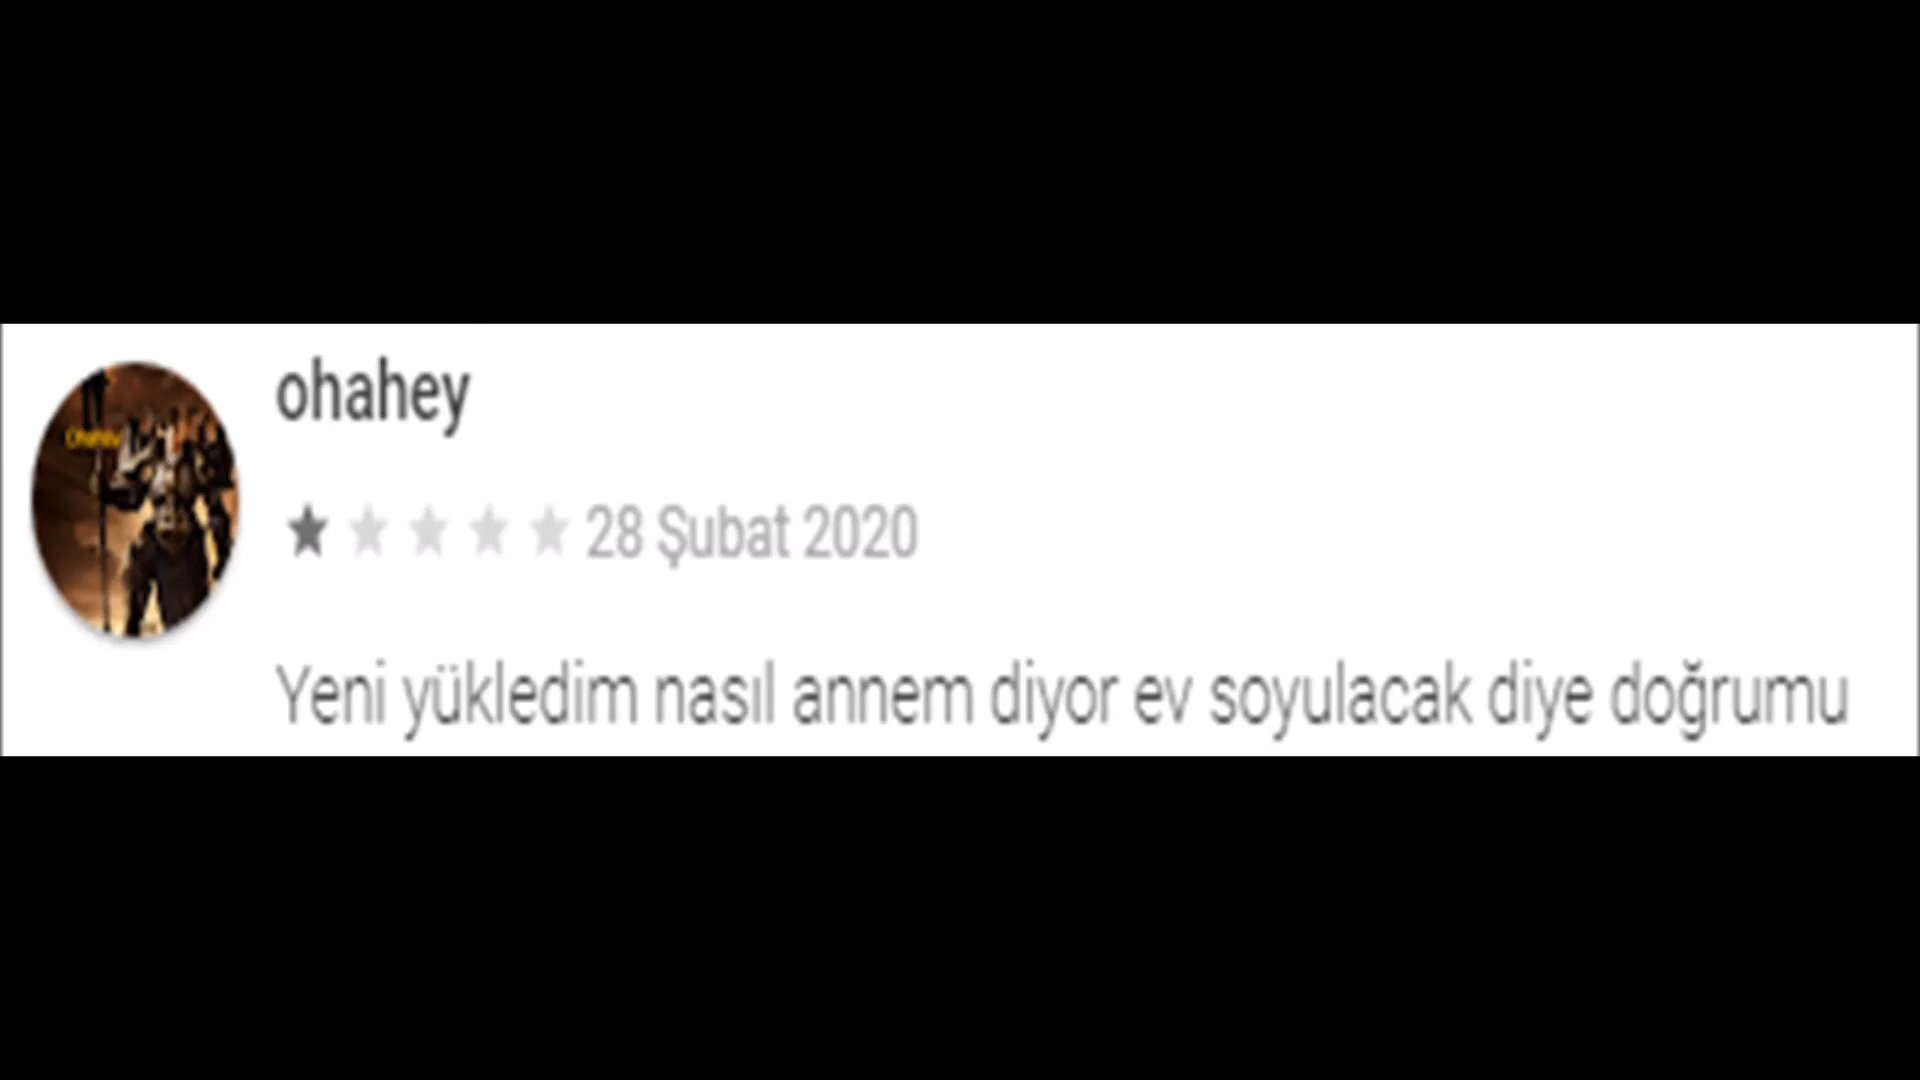 ohahey
28 Şubat 2020
Yeni yükledim nasıl annem diyor ev soyulacak diye doğrumu